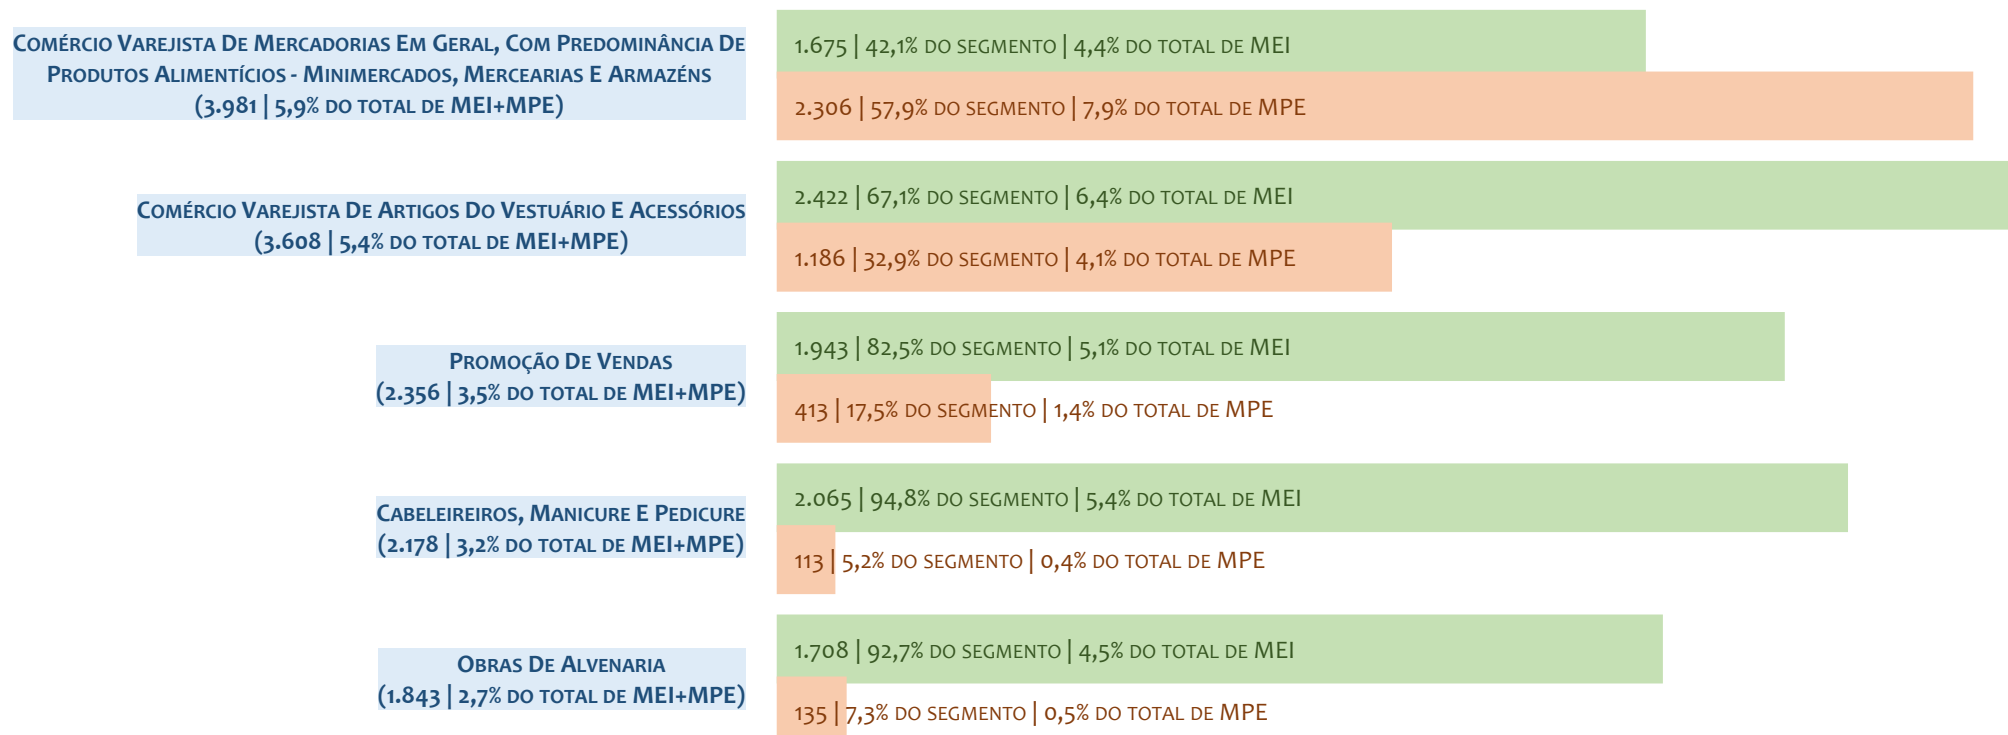 Comércio Varejista De Mercadorias Em Geral, Com Predominância De
Produtos Alimentícios - Minimercados, Mercearias E Armazéns
(3.981 | 5,9% do total de MEI+MPE)
1.675 | 42,1% do segmento | 4,4% do total de MEI
2.306 | 57,9% do segmento | 7,9% do total de MPE
Comércio Varejista De Artigos Do Vestuário E Acessórios
(3.608 | 5,4% do total de MEI+MPE)
2.422 | 67,1% do segmento | 6,4% do total de MEI
1.186 | 32,9% do segmento | 4,1% do total de MPE
Promoção De Vendas
(2.356 | 3,5% do total de MEI+MPE)
1.943 | 82,5% do segmento | 5,1% do total de MEI
413 | 17,5% do segmento | 1,4% do total de MPE
Cabeleireiros, Manicure E Pedicure
(2.178 | 3,2% do total de MEI+MPE)
2.065 | 94,8% do segmento | 5,4% do total de MEI
113 | 5,2% do segmento | 0,4% do total de MPE
Obras De Alvenaria
(1.843 | 2,7% do total de MEI+MPE)
1.708 | 92,7% do segmento | 4,5% do total de MEI
135 | 7,3% do segmento | 0,5% do total de MPE